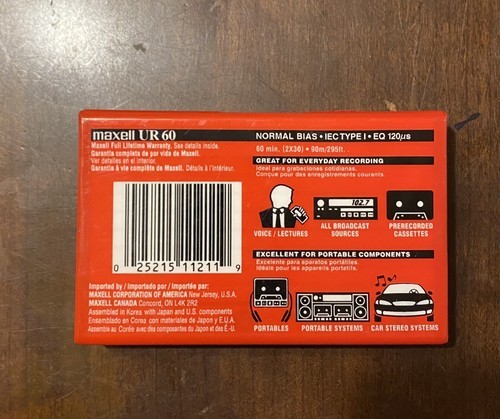 maxell UR 60
Maxell Full Lifetime Warranty. See details inside.
Garantía completa de por vida de Maxell.
Ver detalles en el interior.
Garantie à vie complète de Maxell. Détails à l'intérieur.
0 25215 11211 9
Imported by / Importado por / Importée par:
MAXELL CORPORATION OF AMERICA New Jersey, U.S.A.
MAXELL CANADA Concord, ON L4K 2R2
Assembled in Korea with Japan and U.S. components
Ensamblado en Corea con materiales de Japon y E.U.A.
Assemblé au Corée avec des composantes du Japon et des É.-U.
NORMAL BIAS • IEC TYPE I • EQ 120µs
60 min. (2X30) • 90m/295ft.
GREAT FOR EVERYDAY RECORDING
Ideal para grabaciones cotidianas.
Conçue pour des enregistrements courants
102.7
VOICE / LECTURES
ALL BROADCAST SOURCES
PRERECORDED CASSETTES
EXCELLENT FOR PORTABLE COMPONENTS
Excelente para aparatos portátiles.
Idéale pour les appareils portatifs.
PORTABLES
PORTABLE SYSTEMS
CAR STEREO SYSTEMS